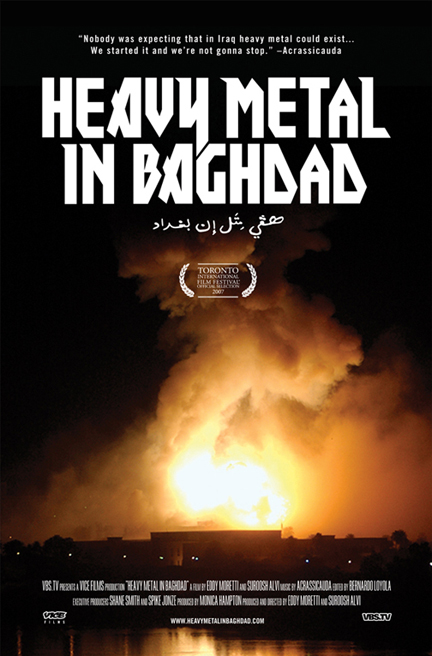 "Nobody was expecting that in Iraq heavy metal could exist...
We started it and we're not gonna stop." –Acrassicauda
HEAVY METAL
IN BAGHDAD
هڤي مِتَل إن بغداد
TORONTO
INTERNATIONAL
FILM FESTIVAL
OFFICIAL SELECTION
2007
VBS.TV PRESENTS A VICE FILMS PRODUCTION "HEAVY METAL IN BAGHDAD" A FILM BY EDDY MORETTI AND SUROOSH ALVI MUSIC BY ACRASSICAUDA EDITED BY BERNARDO LOYOLA
EXECUTIVE PRODUCERS SHANE SMITH AND SPIKE JONZE PRODUCED BY MONICA HAMPTON PRODUCED AND DIRECTED BY EDDY MORETTI AND SUROOSH ALVI
VICE
FILMS
WWW.HEAVYMETALINBAGHDAD.COM
VBS.TV